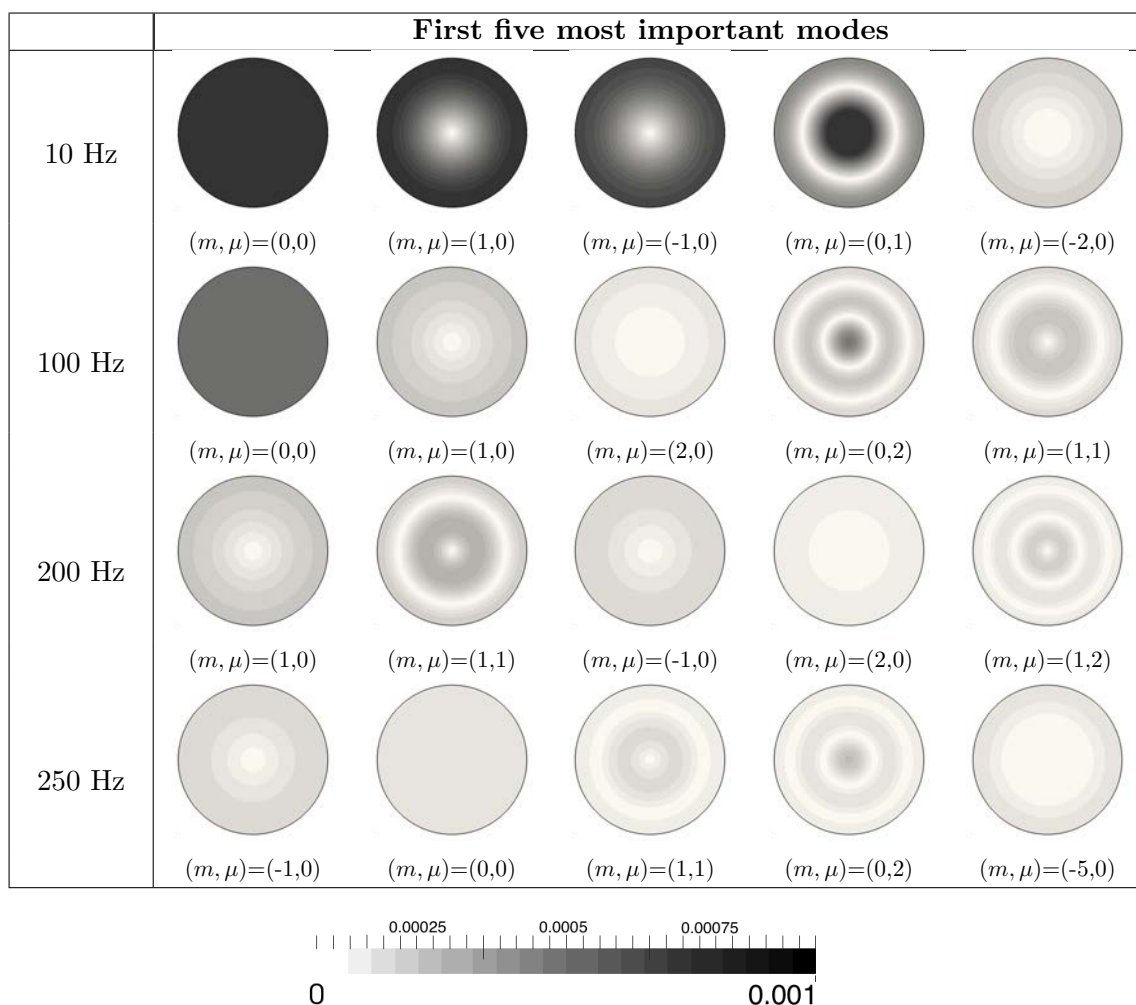 First five most important modes
10 Hz
(m, μ)=(0,0) (m, μ)=(1,0) (m, μ)=(-1,0) (m, μ)=(0,1) (m, μ)=(-2,0)
100 Hz
(m, μ)=(0,0) (m, μ)=(1,0) (m, μ)=(2,0) (m, μ)=(0,2) (m, μ)=(1,1)
200 Hz
(m, μ)=(1,0) (m, μ)=(1,1) (m, μ)=(-1,0) (m, μ)=(2,0) (m, μ)=(1,2)
250 Hz
(m, μ)=(-1,0) (m, μ)=(0,0) (m, μ)=(1,1) (m, μ)=(0,2) (m, μ)=(-5,0)
0.00025 0.0005 0.00075
0 0.001